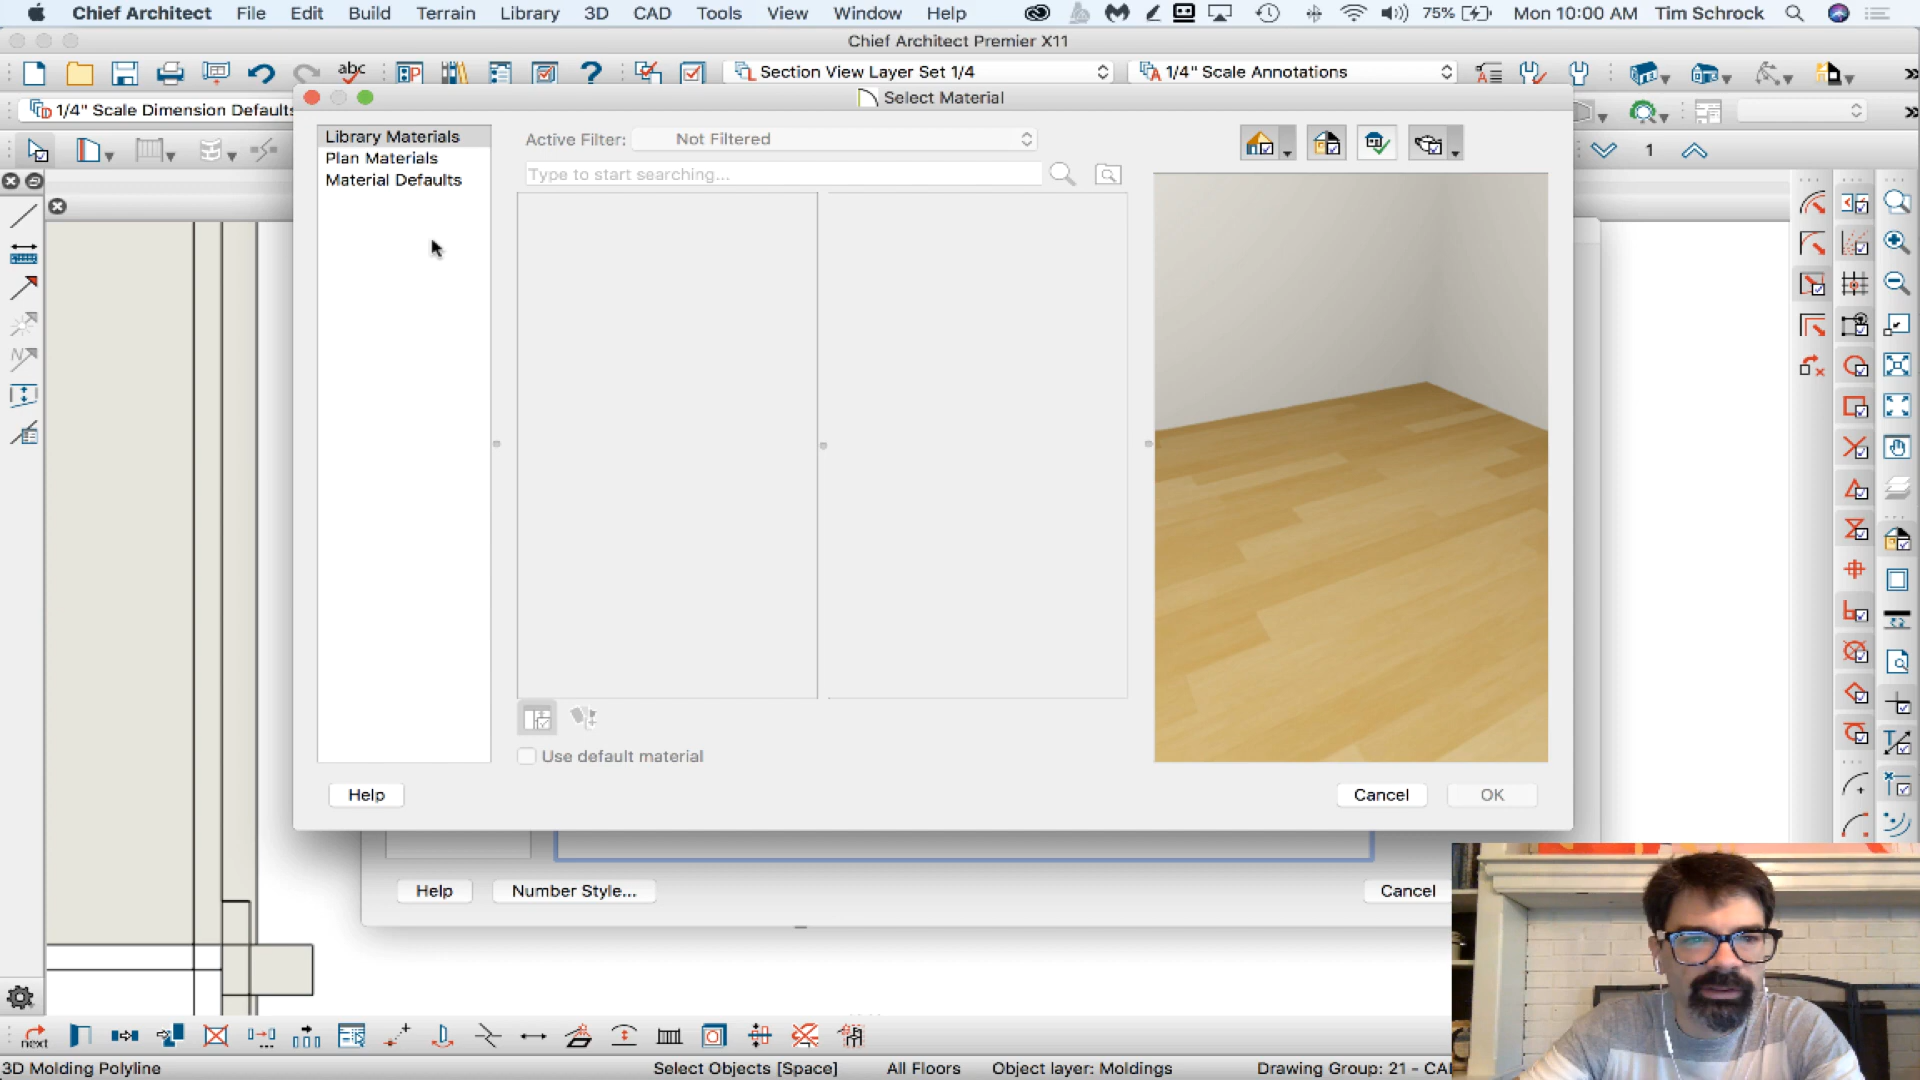 Chief Architect File Edit Build Terrain Library 3D CAD Tools View Window Help 75% Mon 10:00 AM Tim Schrock
Chief Architect Premier X11
abc Section View Layer Set 1/4 1/4" Scale Annotations
1/4" Scale Dimension Defaults
Select Material
Library Materials
Plan Materials
Material Defaults
Active Filter: Not Filtered
Type to start searching...
1
Use default material
Help Cancel OK
Help Number Style... Cancel
next
3D Molding Polyline Select Objects [Space] All Floors Object layer: Moldings Drawing Group: 21 - CA